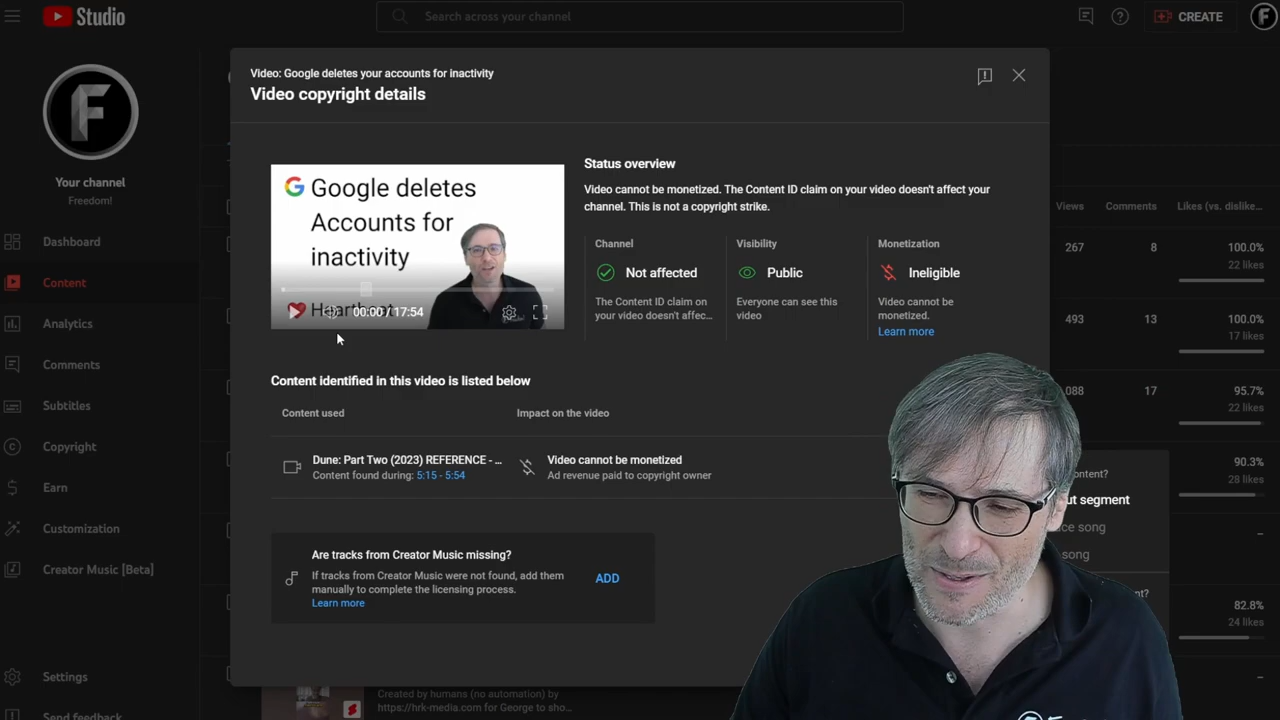 Studio
Search across your channel
CREATE
F
F
Your channel
Freedom!
Dashboard
Content
Analytics
Comments
Subtitles
Copyright
Earn
Customization
Creator Music [Beta]
Settings
Send feedback
Video: Google deletes your accounts for inactivity
Video copyright details
G Google deletes
Accounts for
inactivity
00:00 / 17:54
Status overview
Video cannot be monetized. The Content ID claim on your video doesn't affect your
channel. This is not a copyright strike.
Channel
Not affected
The Content ID claim on
your video doesn't affec...
Visibility
Public
Everyone can see this
video
Monetization
Ineligible
Video cannot be
monetized.
Learn more
Content identified in this video is listed below
Content used
Impact on the video
Dune: Part Two (2023) REFERENCE - ...
Content found during: 5:15 - 5:54
Video cannot be monetized
Ad revenue paid to copyright owner
Are tracks from Creator Music missing?
If tracks from Creator Music were not found, add them
manually to complete the licensing process.
Learn more
ADD
ontent?
ut segment
ce song
song
nt?
Views
Comments
Likes (vs. dislike...
267
8
100.0%
22 likes
493
13
100.0%
17 likes
088
17
95.7%
22 likes
90.3%
28 likes
–
82.8%
24 likes
–
Created by humans (no automation) by
https://hrk-media.com for George to sho...